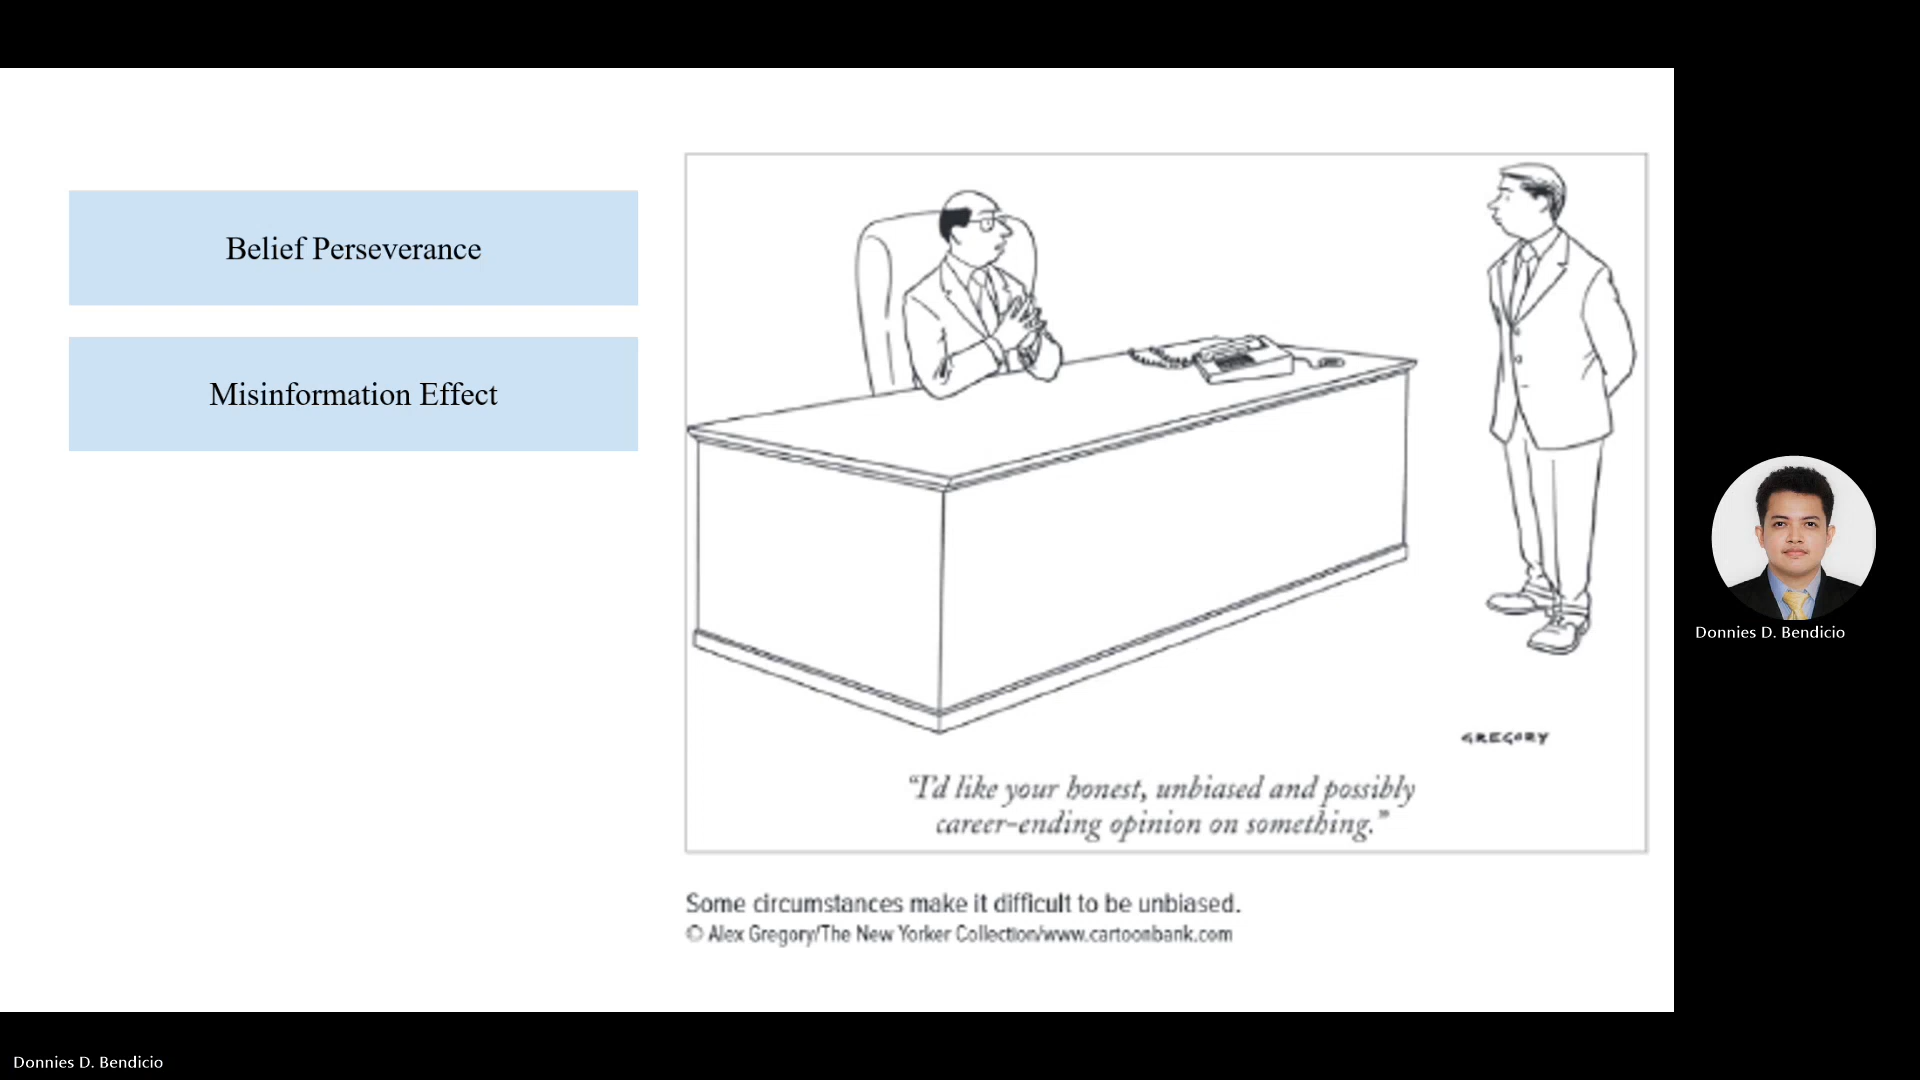 Belief Perseverance
Misinformation Effect
GREGORY
“I’d like your honest, unbiased and possibly
career-ending opinion on something.”
Some circumstances make it difficult to be unbiased.
© Alex Gregory/The New Yorker Collection/www.cartoonbank.com
Donnies D. Bendicio
Donnies D. Bendicio